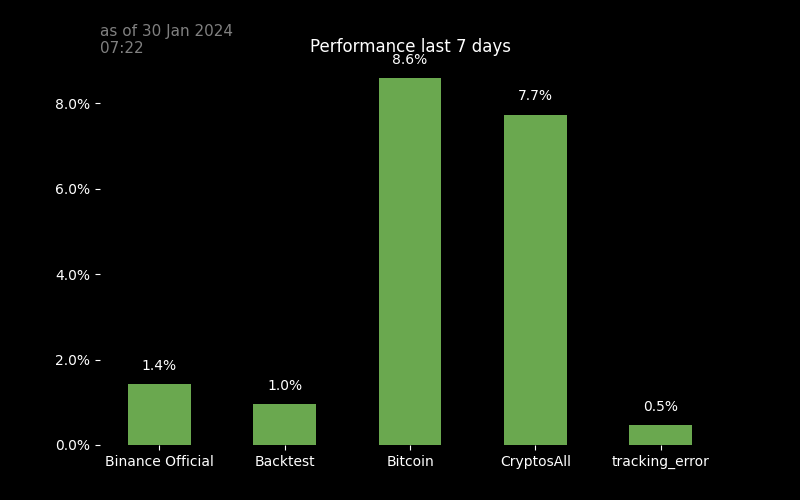 as of 30 Jan 2024
07:22
Performance last 7 days
8.6%
8.0%
7.7%
6.0%
4.0%
2.0%
1.4%
1.0%
0.5%
0.0%
Binance Official
Backtest
Bitcoin
CryptosAll
tracking_error